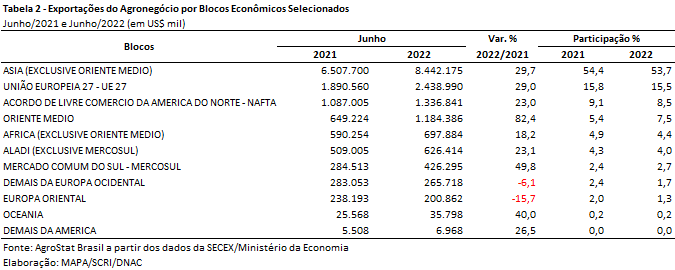 Tabela 2 - Exportações do Agronegócio por Blocos Econômicos Selecionados
Junho/2021 e Junho/2022 (em US$ mil)
Blocos Junho Var. % Participação %
2021 2022 2022/2021 2021 2022
ASIA (EXCLUSIVE ORIENTE MEDIO) 6.507.700 8.442.175 29,7 54,4 53,7
UNIÃO EUROPEIA 27 - UE 27 1.890.560 2.438.990 29,0 15,8 15,5
ACORDO DE LIVRE COMERCIO DA AMERICA DO NORTE - NAFTA 1.087.005 1.336.841 23,0 9,1 8,5
ORIENTE MEDIO 649.224 1.184.386 82,4 5,4 7,5
AFRICA (EXCLUSIVE ORIENTE MEDIO) 590.254 697.884 18,2 4,9 4,4
ALADI (EXCLUSIVE MERCOSUL) 509.005 626.414 23,1 4,3 4,0
MERCADO COMUM DO SUL - MERCOSUL 284.513 426.295 49,8 2,4 2,7
DEMAIS DA EUROPA OCIDENTAL 283.053 265.718 -6,1 2,4 1,7
EUROPA ORIENTAL 238.193 200.862 -15,7 2,0 1,3
OCEANIA 25.568 35.798 40,0 0,2 0,2
DEMAIS DA AMERICA 5.508 6.968 26,5 0,0 0,0
Fonte: AgroStat Brasil a partir dos dados da SECEX/Ministério da Economia
Elaboração: MAPA/SCRI/DNAC